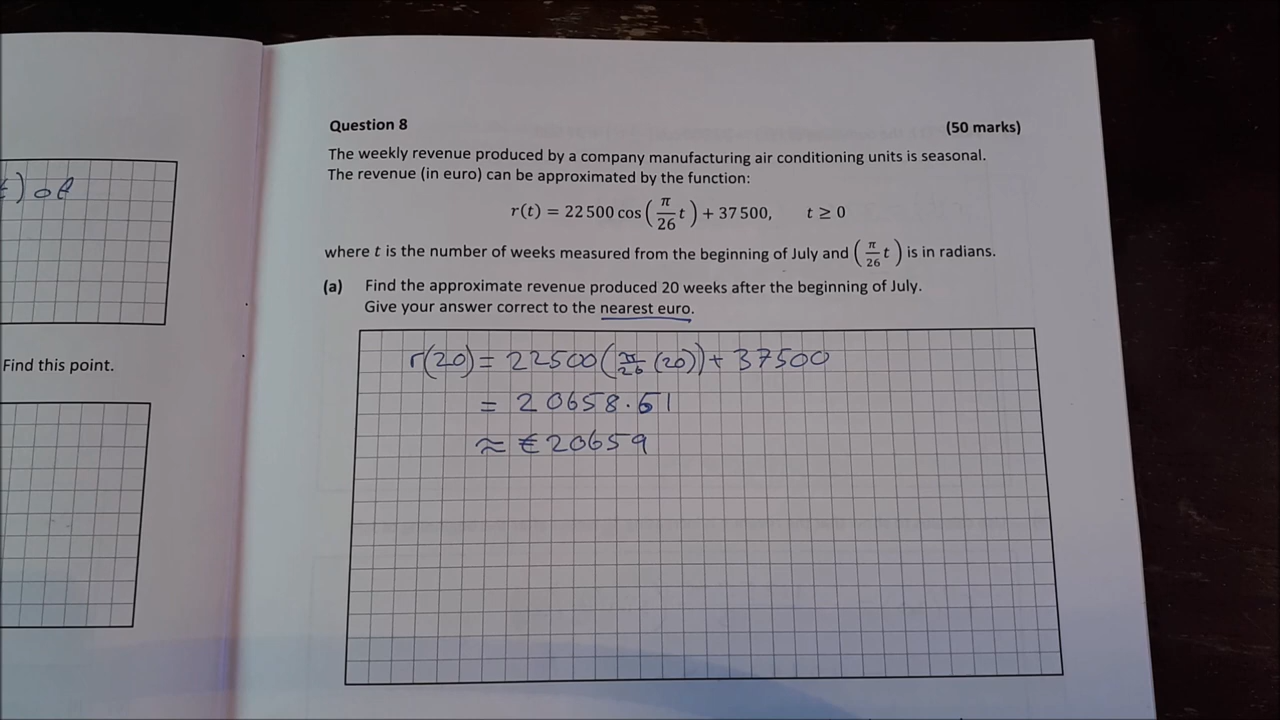 t) of
Find this point.
Question 8 (50 marks)
The weekly revenue produced by a company manufacturing air conditioning units is seasonal.
The revenue (in euro) can be approximated by the function:
r(t) = 22 500 cos(π/26 t) + 37 500, t ≥ 0
where t is the number of weeks measured from the beginning of July and (π/26 t) is in radians.
(a) Find the approximate revenue produced 20 weeks after the beginning of July.
Give your answer correct to the nearest euro.
r(20) = 22500(π/26 (20)) + 37500
= 20658.61
≈ €20659